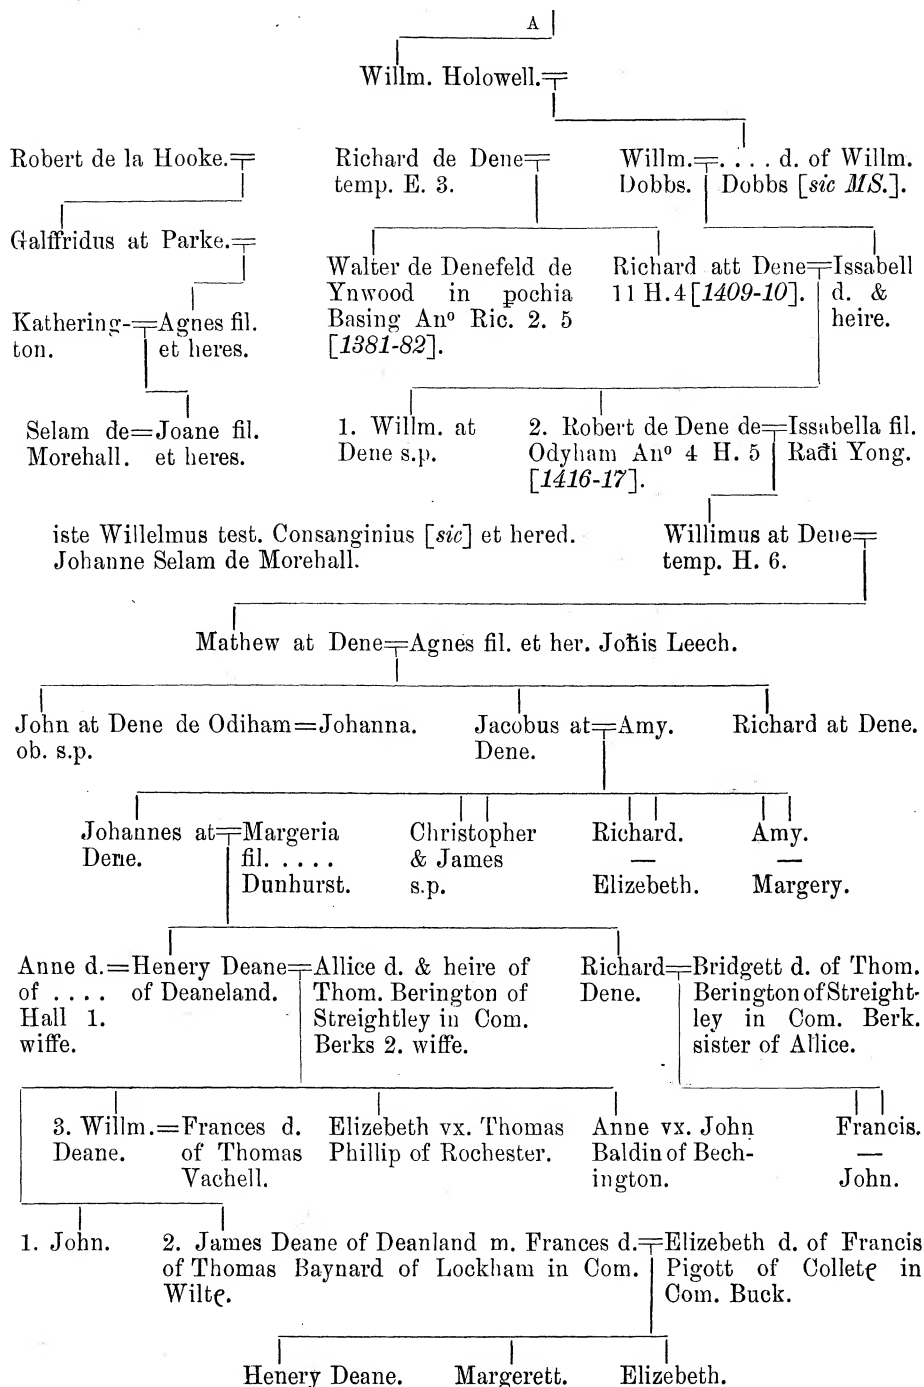 A
Willm. Holowell.
Robert de la Hooke.
Richard de Dene
temp. E. 3.
Willm. . . . . d. of Willm.
Dobbs. Dobbs [sic MS.].
Galffridus at Parke.
Walter de Denefeld de
Ynwood in pochia
Basing Anº Ric. 2. 5
[1381-82].
Richard att Dene
11 H. 4 [1409-10].
Issabell
d. &
heire.
Kathering-
ton.
Agnes fil.
et heres.
Selam de
Morehall.
Joane fil.
et heres.
1. Willm. at
Dene s.p.
2. Robert de Dene de
Odyham Anº 4 H. 5
[1416-17].
Issabella fil.
Rađi Yong.
iste Willelmus test. Consanginius [sic] et hered.
Johanne Selam de Morehall.
Willimus at Dene
temp. H. 6.
Mathew at Dene Agnes fil. et her. Joħis Leech.
John at Dene de Odiham
ob. s.p.
Johanna.
Jacobus at
Dene.
Amy.
Richard at Dene.
Johannes at
Dene.
Margeria
fil. . . . .
Dunhurst.
Christopher
& James
s.p.
Richard.
—
Elizebeth.
Amy.
—
Margery.
Anne d.
of . . . .
Hall 1.
wiffe.
Henery Deane
of Deaneland.
Allice d. & heire of
Thom. Berington of
Streightley in Com.
Berks 2. wiffe.
Richard
Dene.
Bridgett d. of Thom.
Berington of Streight-
ley in Com. Berk.
sister of Allice.
3. Willm.
Deane.
Frances d.
of Thomas
Vachell.
Elizebeth vx. Thomas
Phillip of Rochester.
Anne vx. John
Baldin of Bech-
ington.
Francis.
—
John.
1. John.
2. James Deane of Deanland m. Frances d.
of Thomas Baynard of Lockham in Com.
Wiltę.
Elizebeth d. of Francis
Pigott of Colletę in
Com. Buck.
Henery Deane.
Margerett.
Elizebeth.